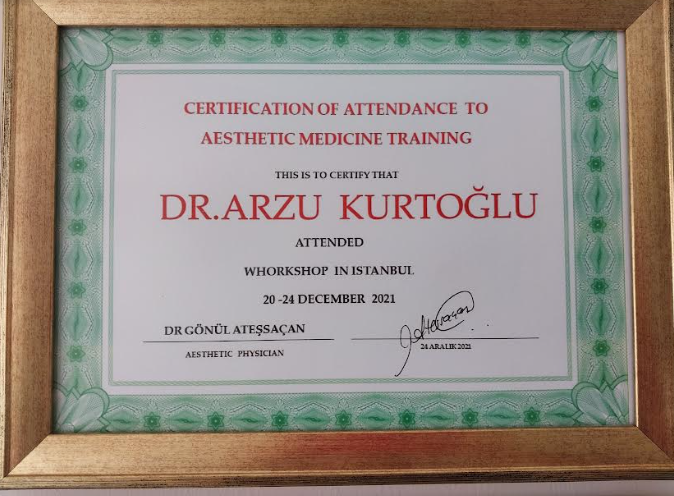 CERTIFICATION OF ATTENDANCE TO
AESTHETIC MEDICINE TRAINING
THIS IS TO CERTIFY THAT
DR.ARZU KURTOĞLU
ATTENDED
WHORKSHOP IN ISTANBUL
20-24 DECEMBER 2021
DR GÖNÜL ATEŞSAÇAN
AESTHETIC PHYSICIAN
24 ARALIK 2021